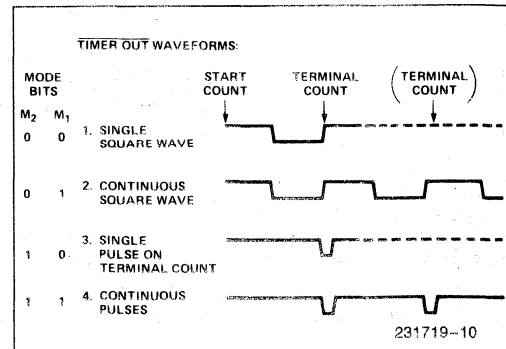 TIMER OUT WAVEFORMS:
MODE BITS
START COUNT
TERMINAL COUNT
(TERMINAL COUNT)
M2 M1
0 0 1. SINGLE SQUARE WAVE
0 1 2. CONTINUOUS SQUARE WAVE
1 0 3. SINGLE PULSE ON TERMINAL COUNT
1 1 4. CONTINUOUS PULSES
231719-10